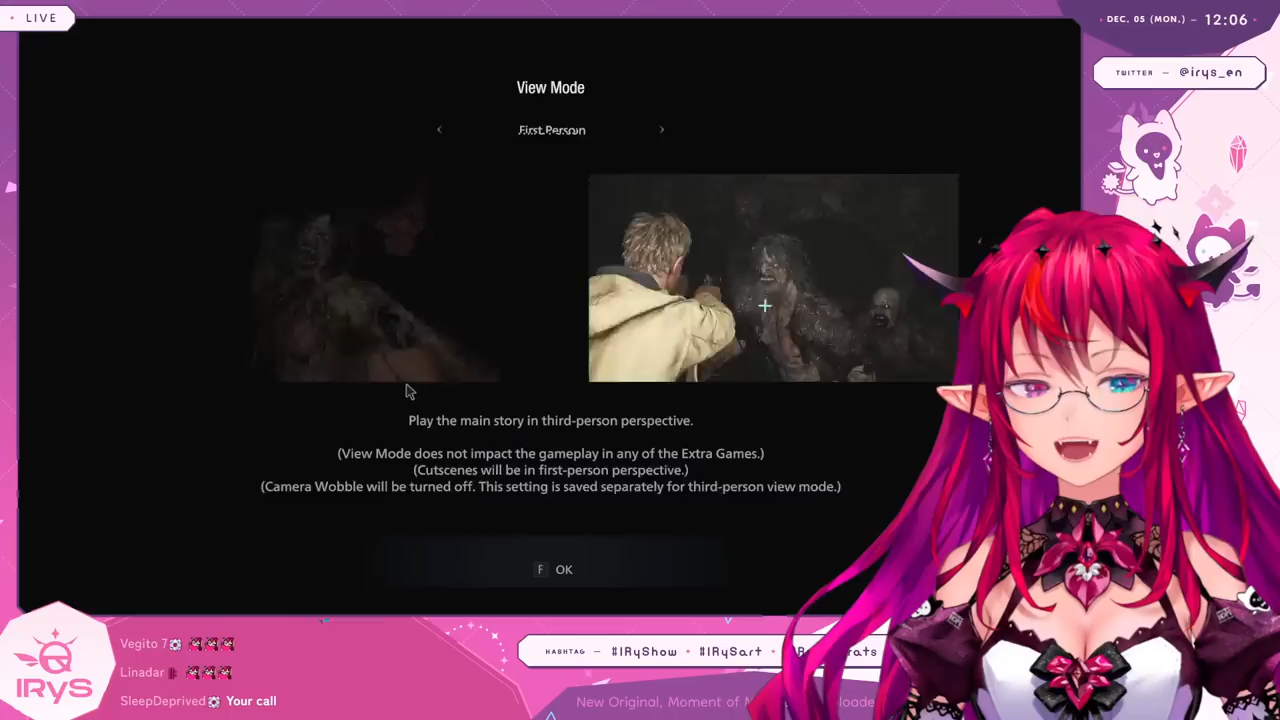 LIVE
DEC. 05 (MON.) – 12:06
TWITTER – @irys_en
View Mode
Play the main story in third-person perspective.
(View Mode does not impact the gameplay in any of the Extra Games.)
(Cutscenes will be in first-person perspective.)
(Camera Wobble will be turned off. This setting is saved separately for third-person view mode.)
F OK
IRyS
Vegito 7
Linadar
SleepDeprived Your call
HASHTAG – #IRyShow • #IRySart •
New Original, Moment of